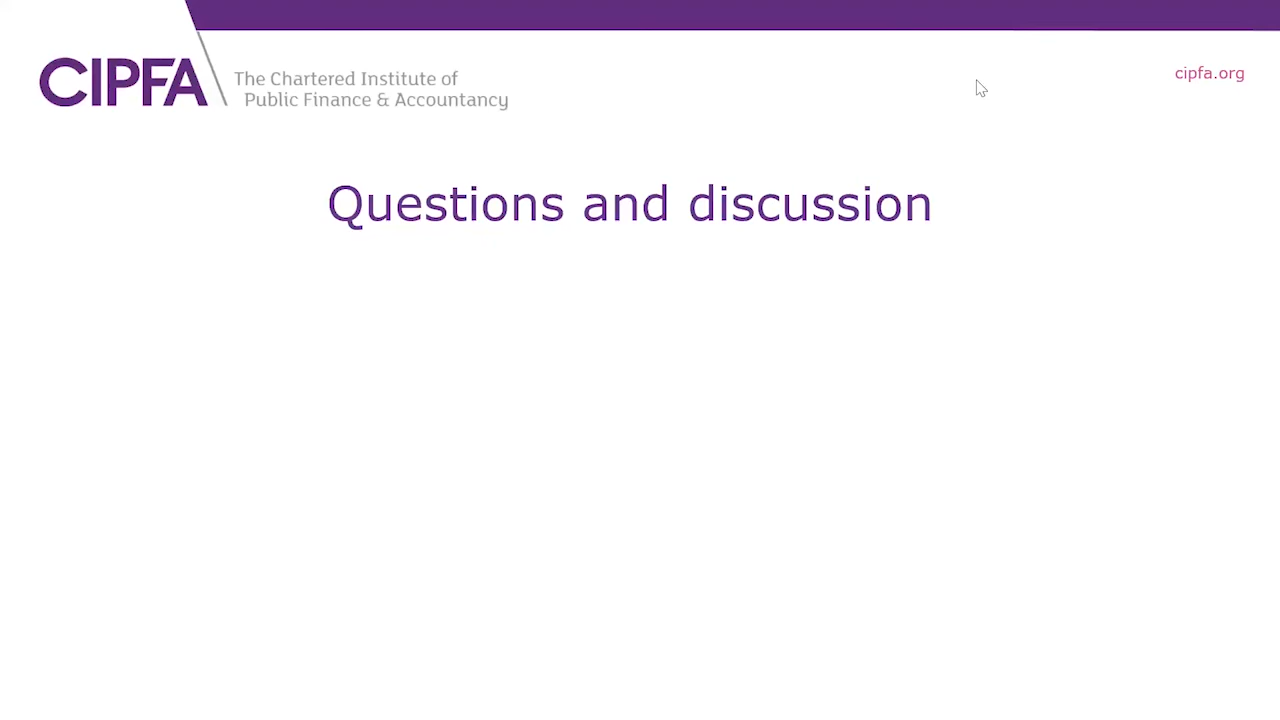 CIPFA
The Chartered Institute of
Public Finance & Accountancy
cipfa.org
Questions and discussion